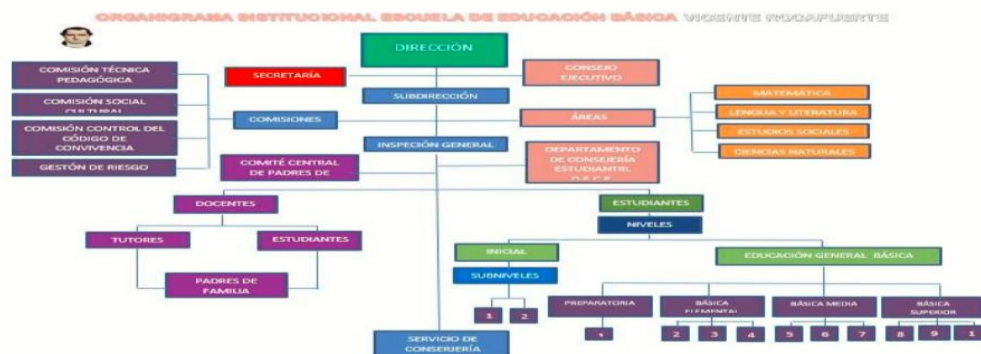 ORGANIGRAMA INSTITUCIONAL ESCUELA DE EDUCACIÓN BÁSICA VICENTE ROCAFUERTE
DIRECCIÓN
SECRETARÍA
CONSEJO
EJECUTIVO
SUBDIRECCIÓN
COMISIONES
ÁREAS
INSPECIÓN GENERAL
COMISIÓN TÉCNICA
PEDAGÓGICA
COMISIÓN SOCIAL
COMISIÓN CONTROL DEL
CÓDIGO DE
CONVIVENCIA
GESTÓN DE RIESGO
MATEMÁTICA
LENGUA Y LITERATURA
ESTUDIOS SOCIALES
CIENCIAS NATURALES
COMITÉ CENTRAL
DE PADRES DE
DEPARTAMENTO
DE CONSEJERÍA
ESTUDIANTIL
D.E.C.E
DOCENTES
TUTORES
ESTUDIANTES
PADRES DE
FAMILIA
ESTUDIANTES
NIVELES
INICIAL
SUBNIVELES
1
2
EDUCACIÓN GENERAL BÁSICA
PREPARATORIA
BÁSICA
ELEMENTAL
2
3
4
BÁSICA MEDIA
5
6
7
BÁSICA
SUPERIOR
8
9
1
SERVICIO DE
CONSERJERÍA